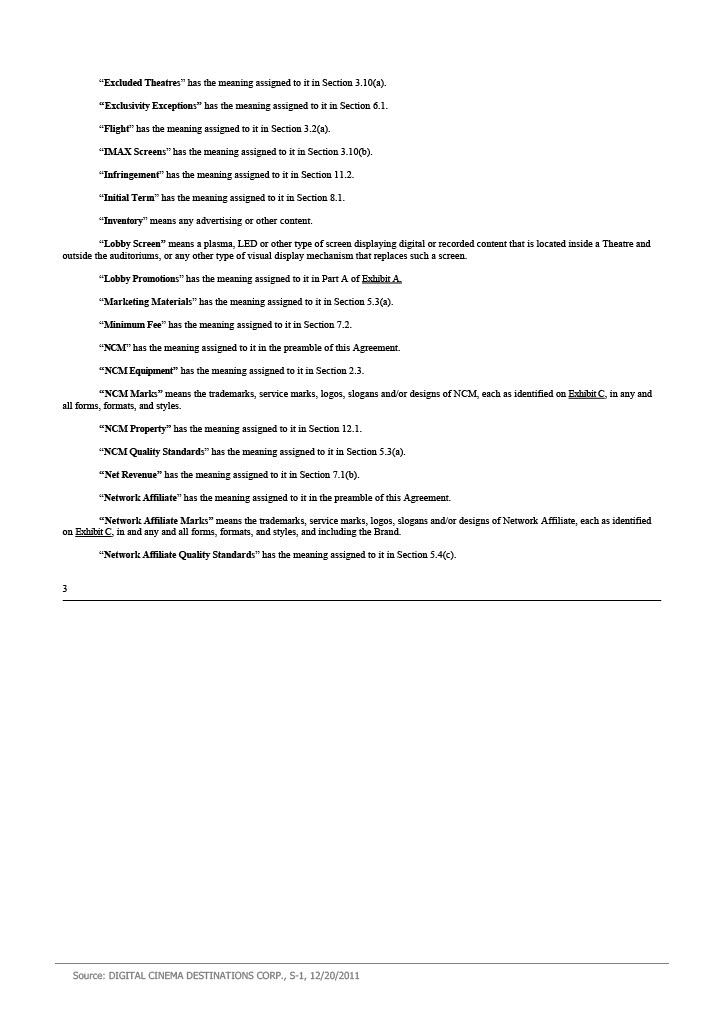 “Excluded Theatres” has the meaning assigned to it in Section 3.10(a).
“Exclusivity Exceptions” has the meaning assigned to it in Section 6.1.
“Flight” has the meaning assigned to it in Section 3.2(a).
“IMAX Screens” has the meaning assigned to it in Section 3.10(b).
“Infringement” has the meaning assigned to it in Section 11.2.
“Initial Term” has the meaning assigned to it in Section 8.1.
“Inventory” means any advertising or other content.
“Lobby Screen” means a plasma, LED or other type of screen displaying digital or recorded content that is located inside a Theatre and
outside the auditoriums, or any other type of visual display mechanism that replaces such a screen.
“Lobby Promotions” has the meaning assigned to it in Part A of Exhibit A.
“Marketing Materials” has the meaning assigned to it in Section 5.3(a).
“Minimum Fee” has the meaning assigned to it in Section 7.2.
“NCM” has the meaning assigned to it in the preamble of this Agreement.
“NCM Equipment” has the meaning assigned to it in Section 2.3.
“NCM Marks” means the trademarks, service marks, logos, slogans and/or designs of NCM, each as identified on Exhibit C, in any and
all forms, formats, and styles.
“NCM Property” has the meaning assigned to it in Section 12.1.
“NCM Quality Standards” has the meaning assigned to it in Section 5.3(a).
“Net Revenue” has the meaning assigned to it in Section 7.1(b).
“Network Affiliate” has the meaning assigned to it in the preamble of this Agreement.
“Network Affiliate Marks” means the trademarks, service marks, logos, slogans and/or designs of Network Affiliate, each as identified
on Exhibit C, in and any and all forms, formats, and styles, and including the Brand.
“Network Affiliate Quality Standards” has the meaning assigned to it in Section 5.4(c).
3
Source: DIGITAL CINEMA DESTINATIONS CORP., S-1, 12/20/2011